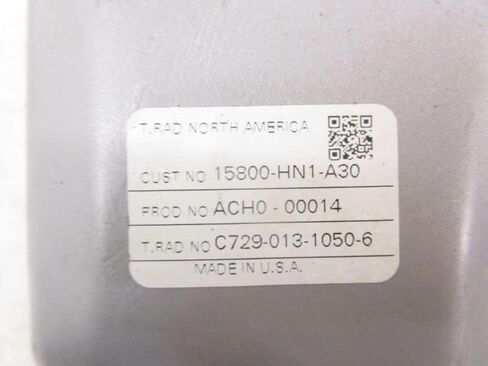 T.RAD NORTH AMERICA
CUST NO 15800-HN1-A30
PROD NO ACH0 - 00014
T.RAD NO C729-013-1050-6
MADE IN U.S.A.